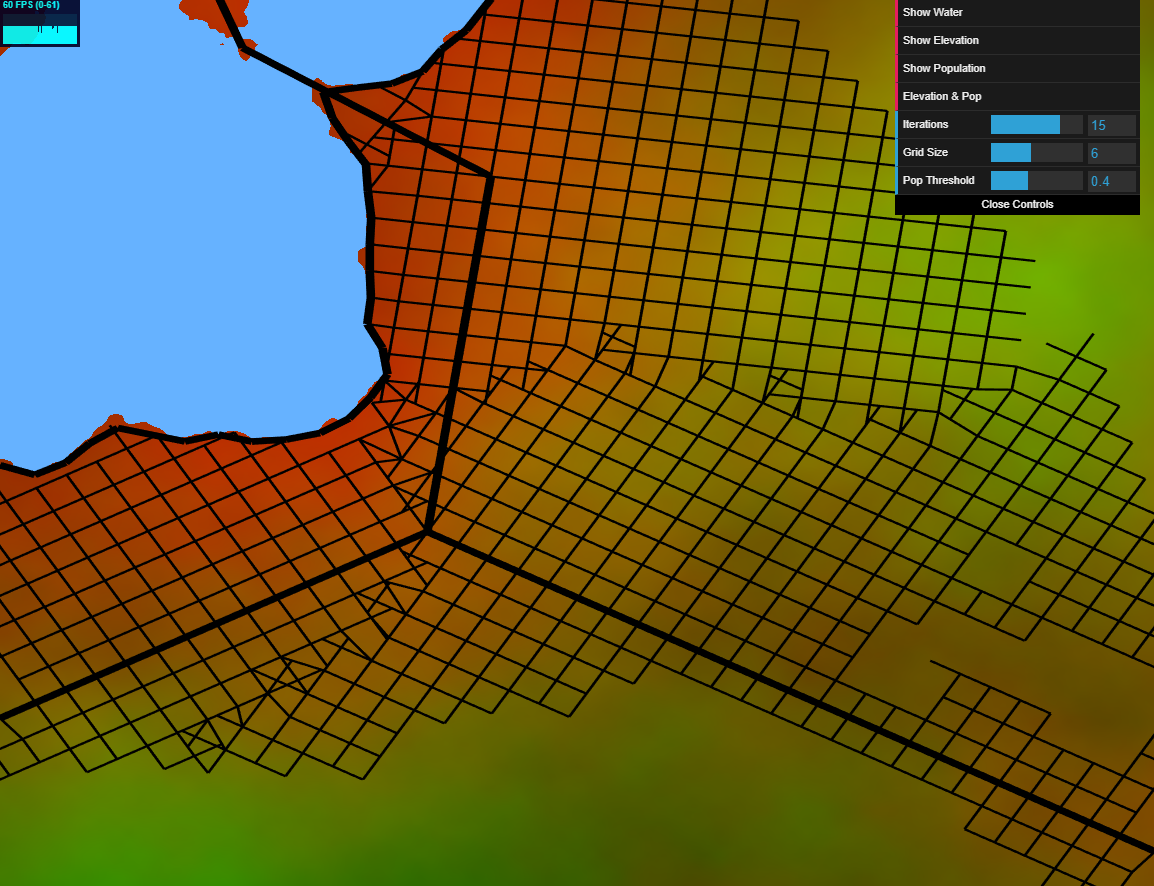 60 FPS (0-61)
Show Water
Show Elevation
Show Population
Elevation & Pop
Iterations 15
Grid Size 6
Pop Threshold 0.4
Close Controls